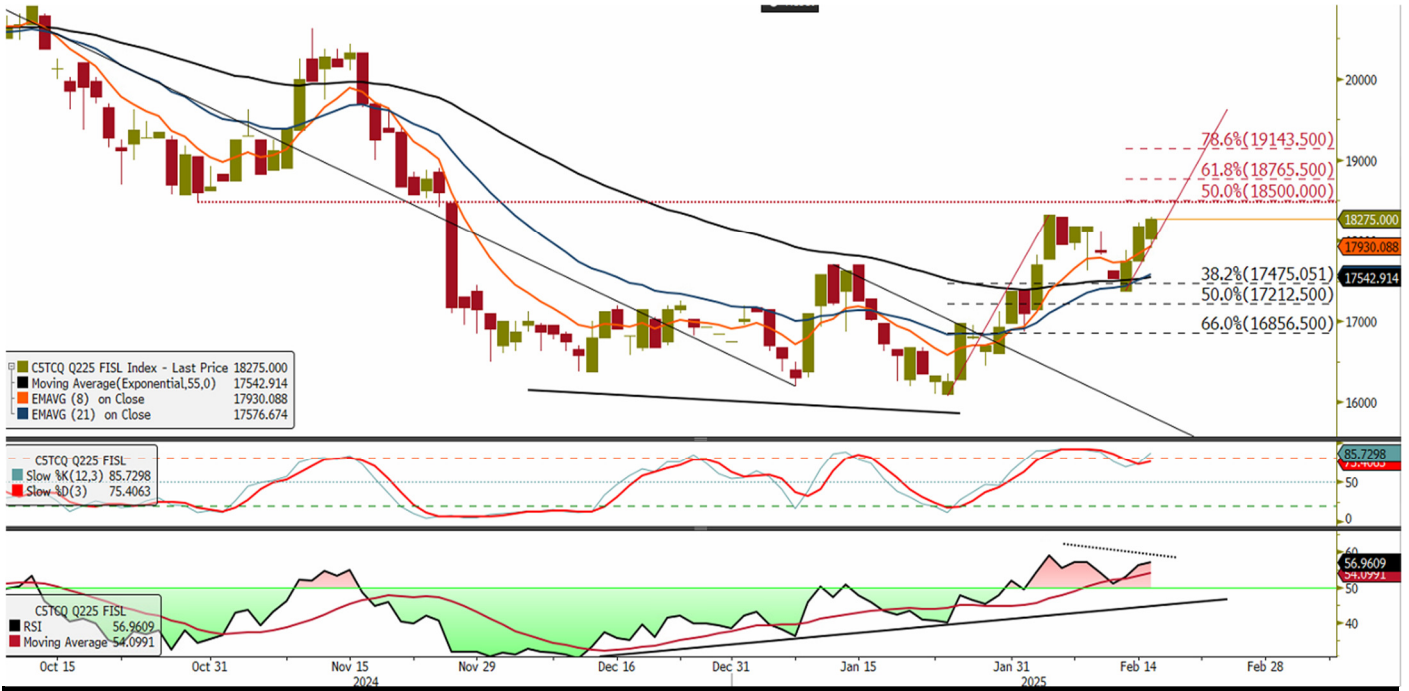 20000
78.6%(19143.500)
19000
61.8%(18765.500)
50.0%(18500.000)
18275.000
17930.088
38.2%(17475.051)
17542.914
50.0%(17212.500)
17000
66.0%(16856.500)
16000
C5TCQ Q225 FISL Index - Last Price 18275.000
Moving Average(Exponential,55,0) 17542.914
EMAVG (8) on Close 17930.088
EMAVG (21) on Close 17576.674
C5TCQ Q225 FISL
Slow %K(12,3) 85.7298
Slow %D(3) 75.4063
85.7298
75.4063
50
0
60
56.9609
54.0991
50
40
C5TCQ Q225 FISL
RSI 56.9609
Moving Average 54.0991
Oct 15 Oct 31 Nov 15 Nov 29 Dec 16 Dec 31 Jan 15 Jan 31 Feb 14 Feb 28
2024 2025